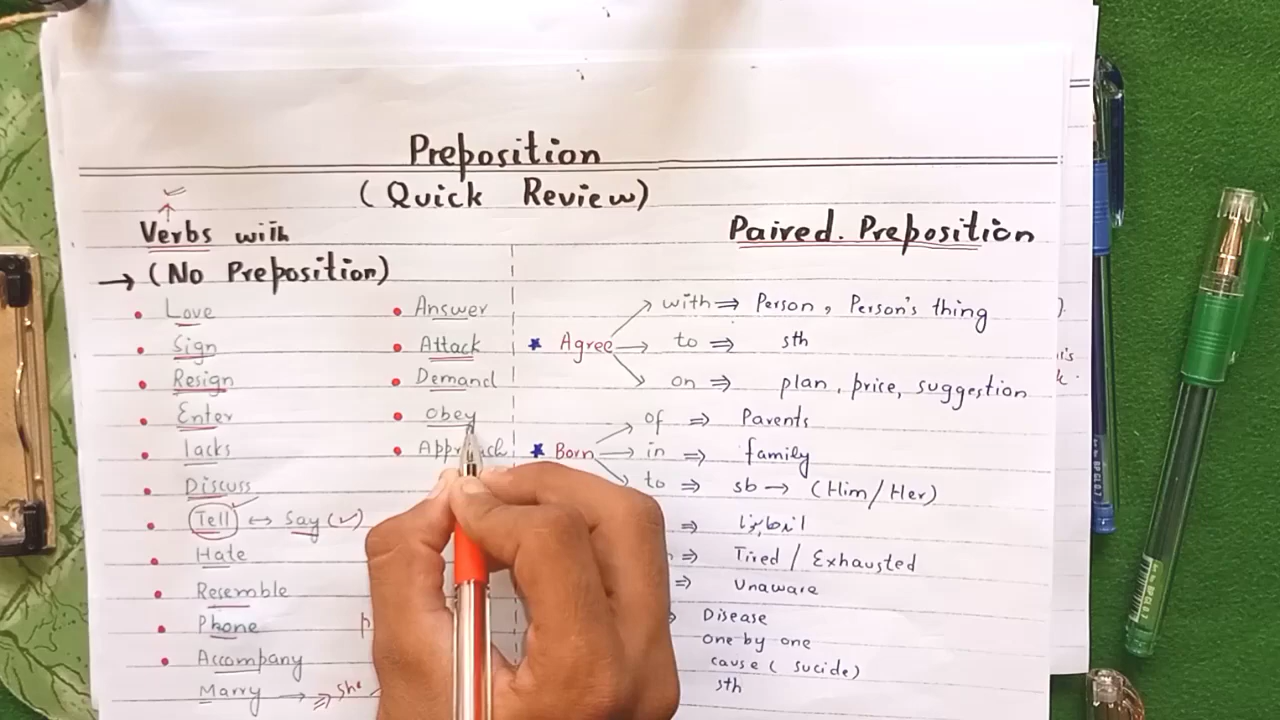 Preposition
(Quick Review)
Verbs with
→ (No Preposition)
• Love
• Sign
• Resign
• Enter
• lacks
• Discuss
• Tell ↔ Say (✓)
• Hate
• Resemble
• Phone
• Accompany
Marry → ⇒ she
• Answer
• Attack
• Demand
• Obey
Paired. Preposition
★ Agree
→ with ⇒ Person, Person's thing
→ to ⇒ sth
→ on ⇒ plan, price, suggestion
★ Born
→ of ⇒ Parents
→ in ⇒ family
→ to ⇒ sb → (Him/Her)
⇒ Tired / Exhausted
⇒ Unaware
Disease
one by one
cause ( sucide)
sth